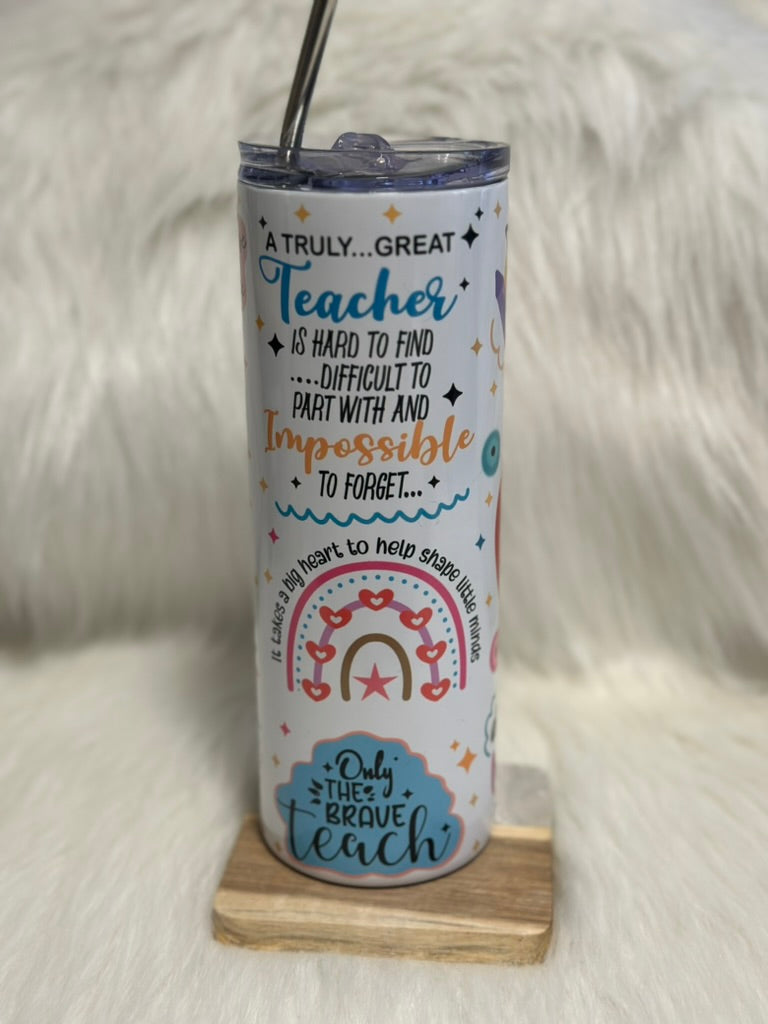 A TRULY...GREAT
Teacher
IS HARD TO FIND
....DIFFICULT TO
PART WITH AND
Impossible
TO FORGET...
It takes a big heart to help shape little minds
Only
THE
BRAVE
teach